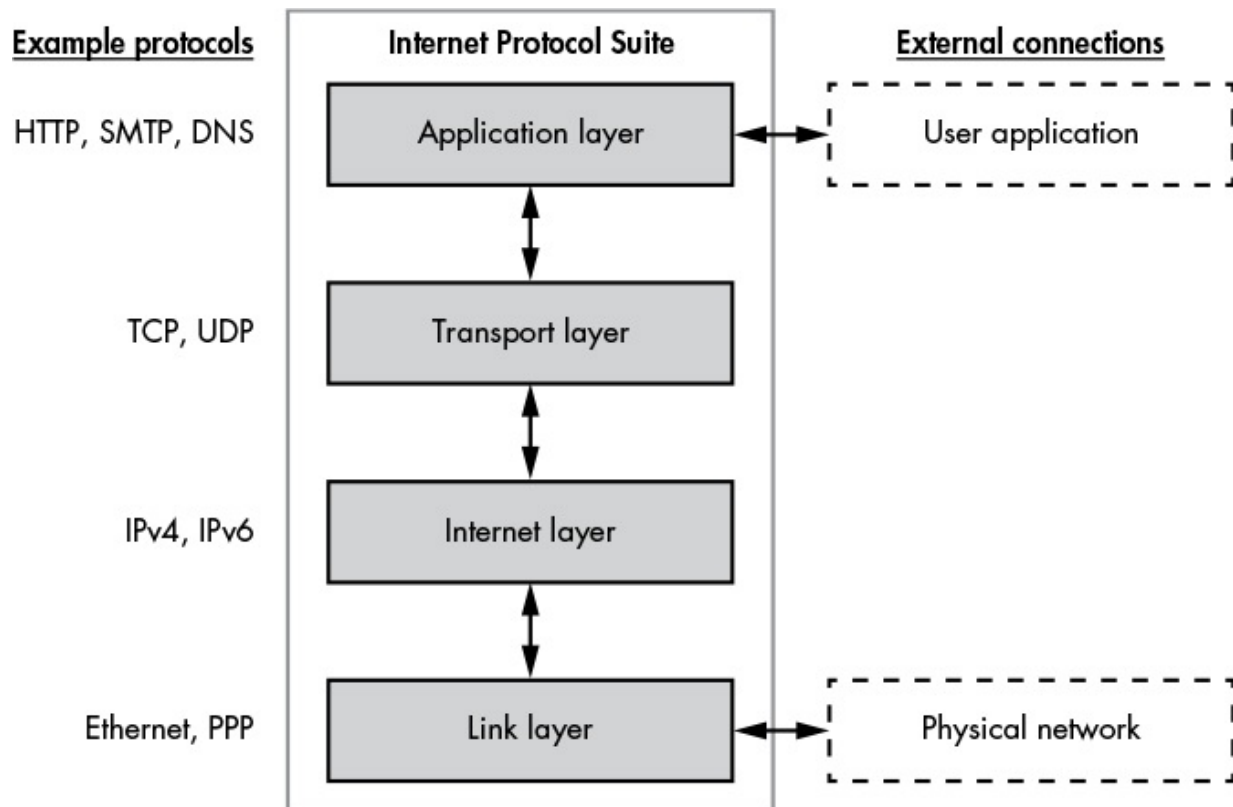 Example protocols
Internet Protocol Suite
External connections
HTTP, SMTP, DNS
Application layer
User application
TCP, UDP
Transport layer
IPv4, IPv6
Internet layer
Ethernet, PPP
Link layer
Physical network